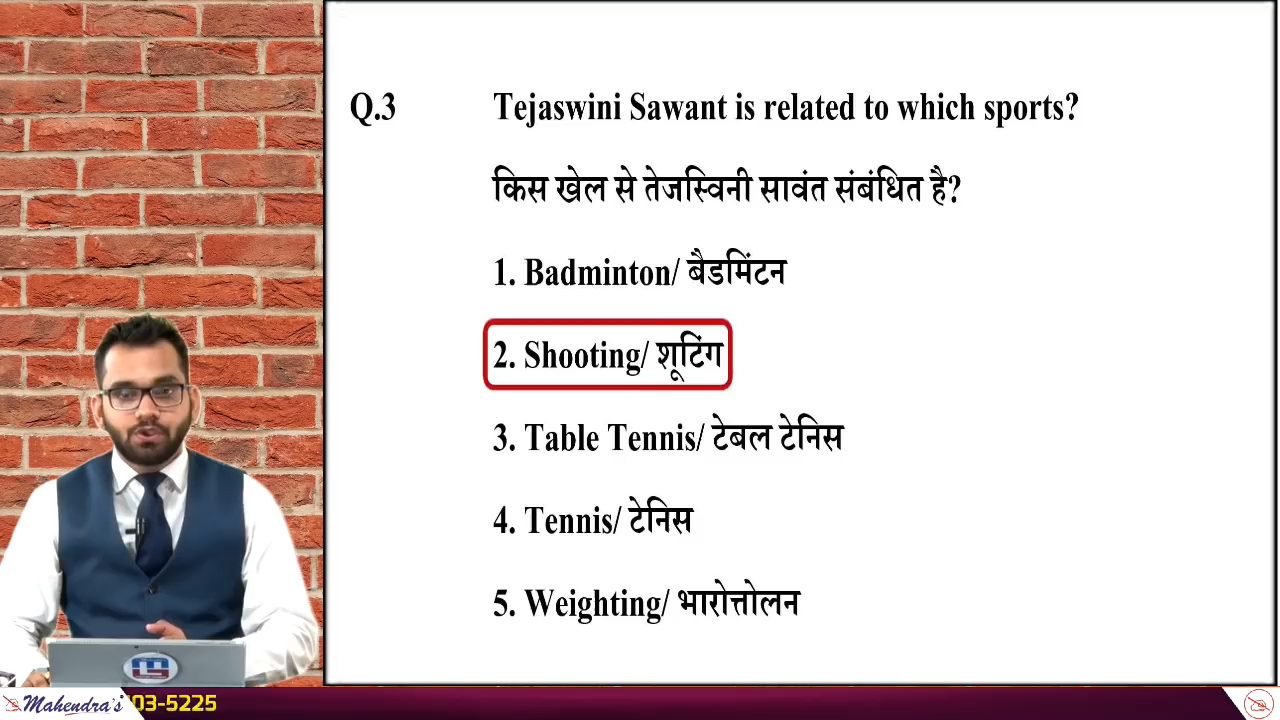 Q.3 Tejaswini Sawant is related to which sports?
किस खेल से तेजस्विनी सावंत संबंधित है?
1. Badminton/ बैडमिंटन
2. Shooting/ शूटिंग
3. Table Tennis/ टेबल टेनिस
4. Tennis/ टेनिस
5. Weighting/ भारोत्तोलन
Mahendra's 03-5225